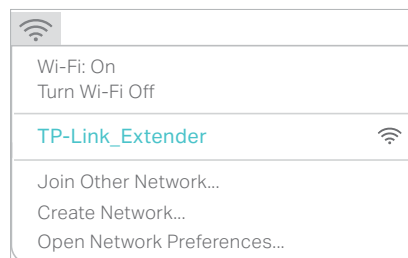 Wi-Fi: On
Turn Wi-Fi Off
TP-Link_Extender
Join Other Network...
Create Network...
Open Network Preferences...